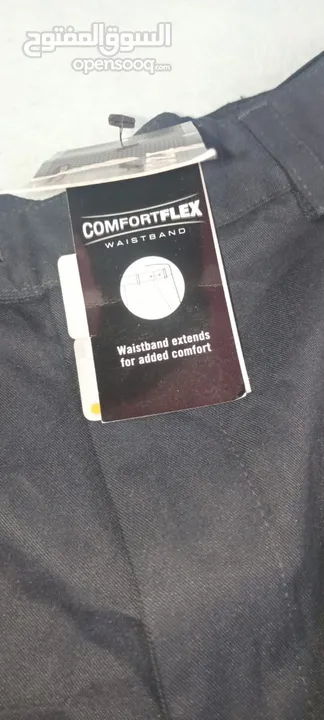 السوق المفتوح
opensooq.com
COMFORTFLEX
WAISTBAND
Waistband extends
for added comfort